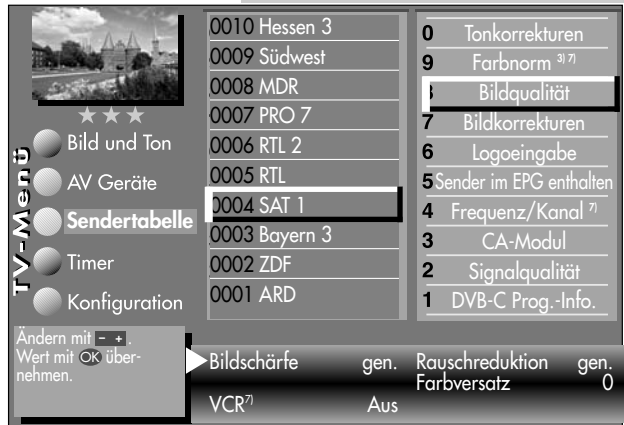 TV-Menü
Bild und Ton
AV Geräte
Sendertabelle
Timer
Konfiguration
Ändern mit - + .
Wert mit OK über-
nehmen.
0010 Hessen 3
0009 Südwest
0008 MDR
0007 PRO 7
0006 RTL 2
0005 RTL
0004 SAT 1
0003 Bayern 3
0002 ZDF
0001 ARD
0 Tonkorrekturen
9 Farbnorm 3) 7)
8 Bildqualität
7 Bildkorrekturen
6 Logoeingabe
5 Sender im EPG enthalten
4 Frequenz/Kanal 7)
3 CA-Modul
2 Signalqualität
1 DVB-C Prog.-Info.
Bildschärfe gen. Rauschreduktion gen.
Farbversatz 0
VCR7) Aus